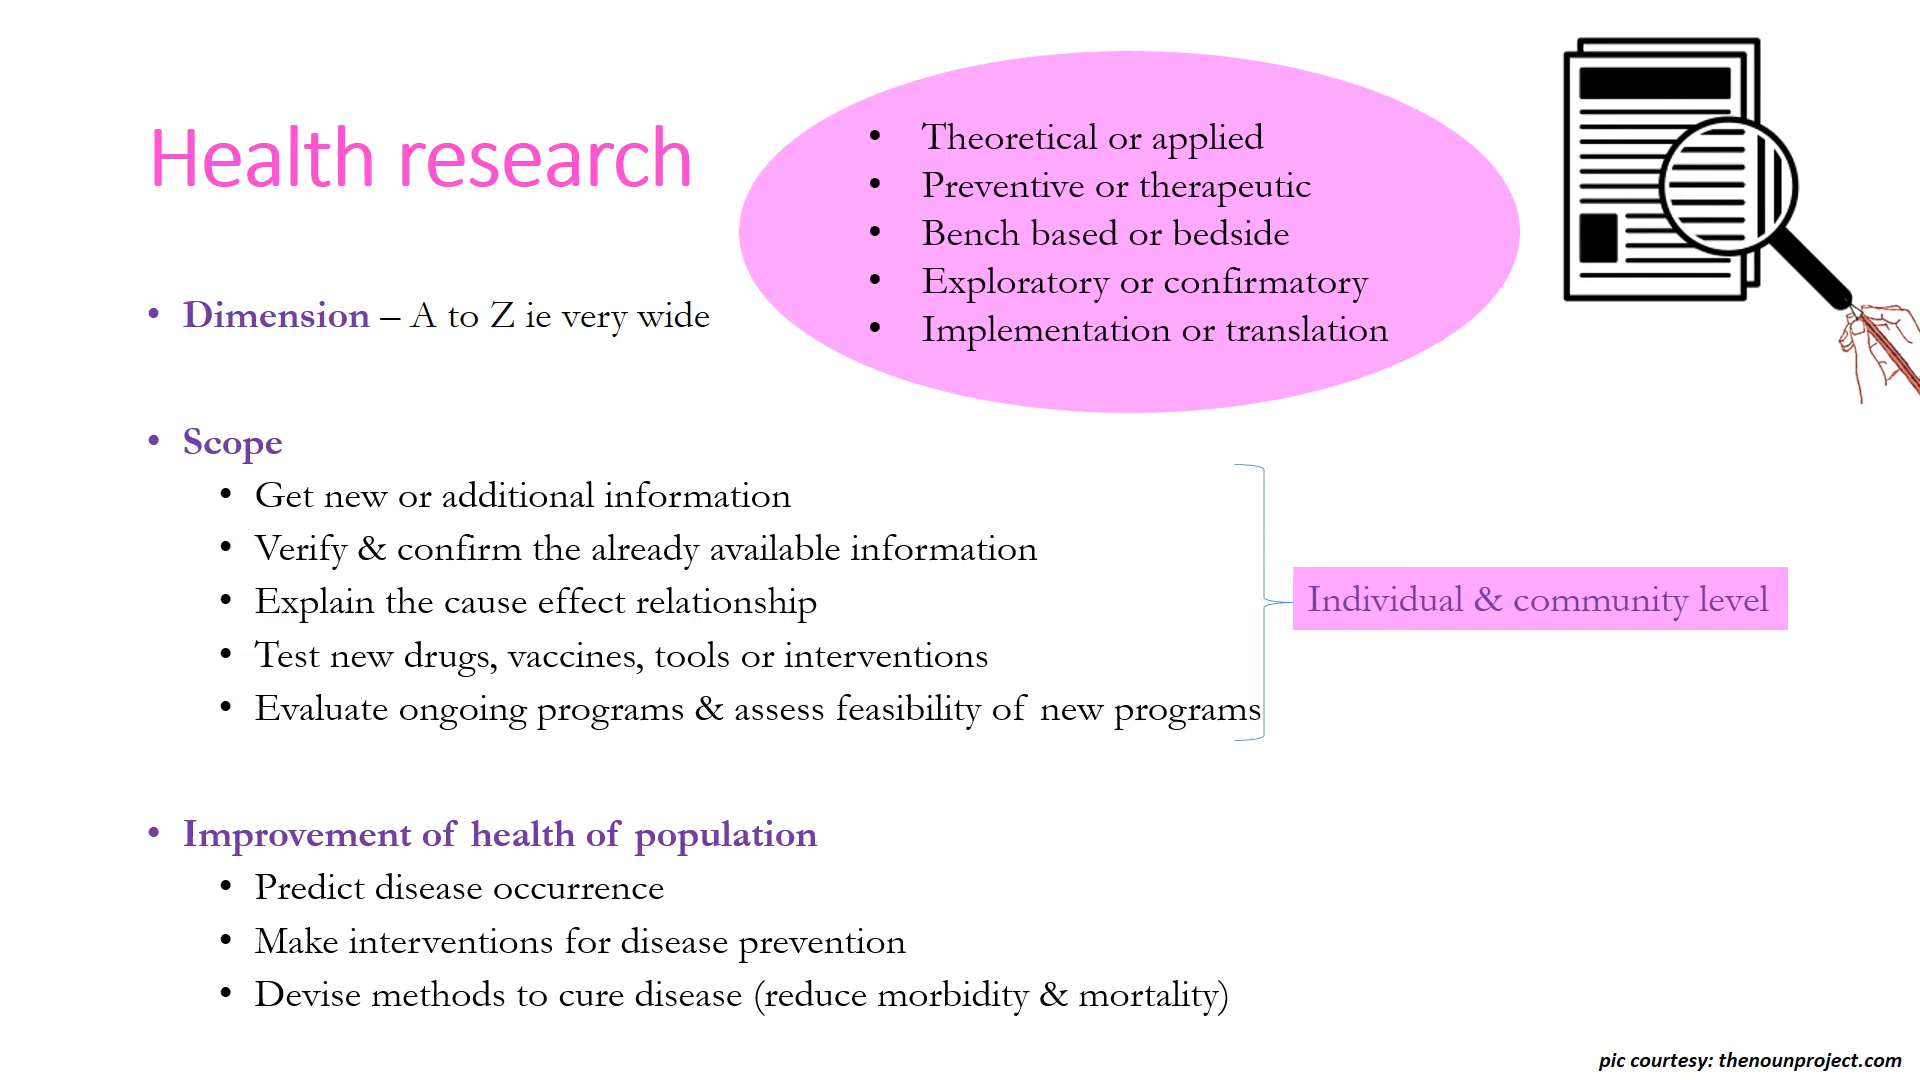 Health research
• Theoretical or applied
• Preventive or therapeutic
• Bench based or bedside
• Exploratory or confirmatory
• Implementation or translation
• Dimension – A to Z ie very wide
• Scope
• Get new or additional information
• Verify & confirm the already available information
• Explain the cause effect relationship
• Test new drugs, vaccines, tools or interventions
• Evaluate ongoing programs & assess feasibility of new programs
Individual & community level
• Improvement of health of population
• Predict disease occurrence
• Make interventions for disease prevention
• Devise methods to cure disease (reduce morbidity & mortality)
pic courtesy: thenounproject.com